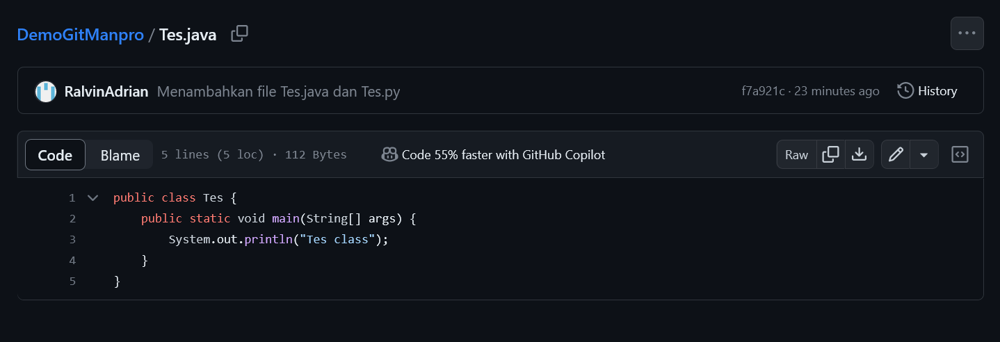 DemoGitManpro / Tes.java
RalvinAdrian Menambahkan file Tes.java dan Tes.py f7a921c · 23 minutes ago History
Code Blame 5 lines (5 loc) · 112 Bytes Code 55% faster with GitHub Copilot Raw
1 public class Tes {
2     public static void main(String[] args) {
3         System.out.println("Tes class");
4     }
5 }